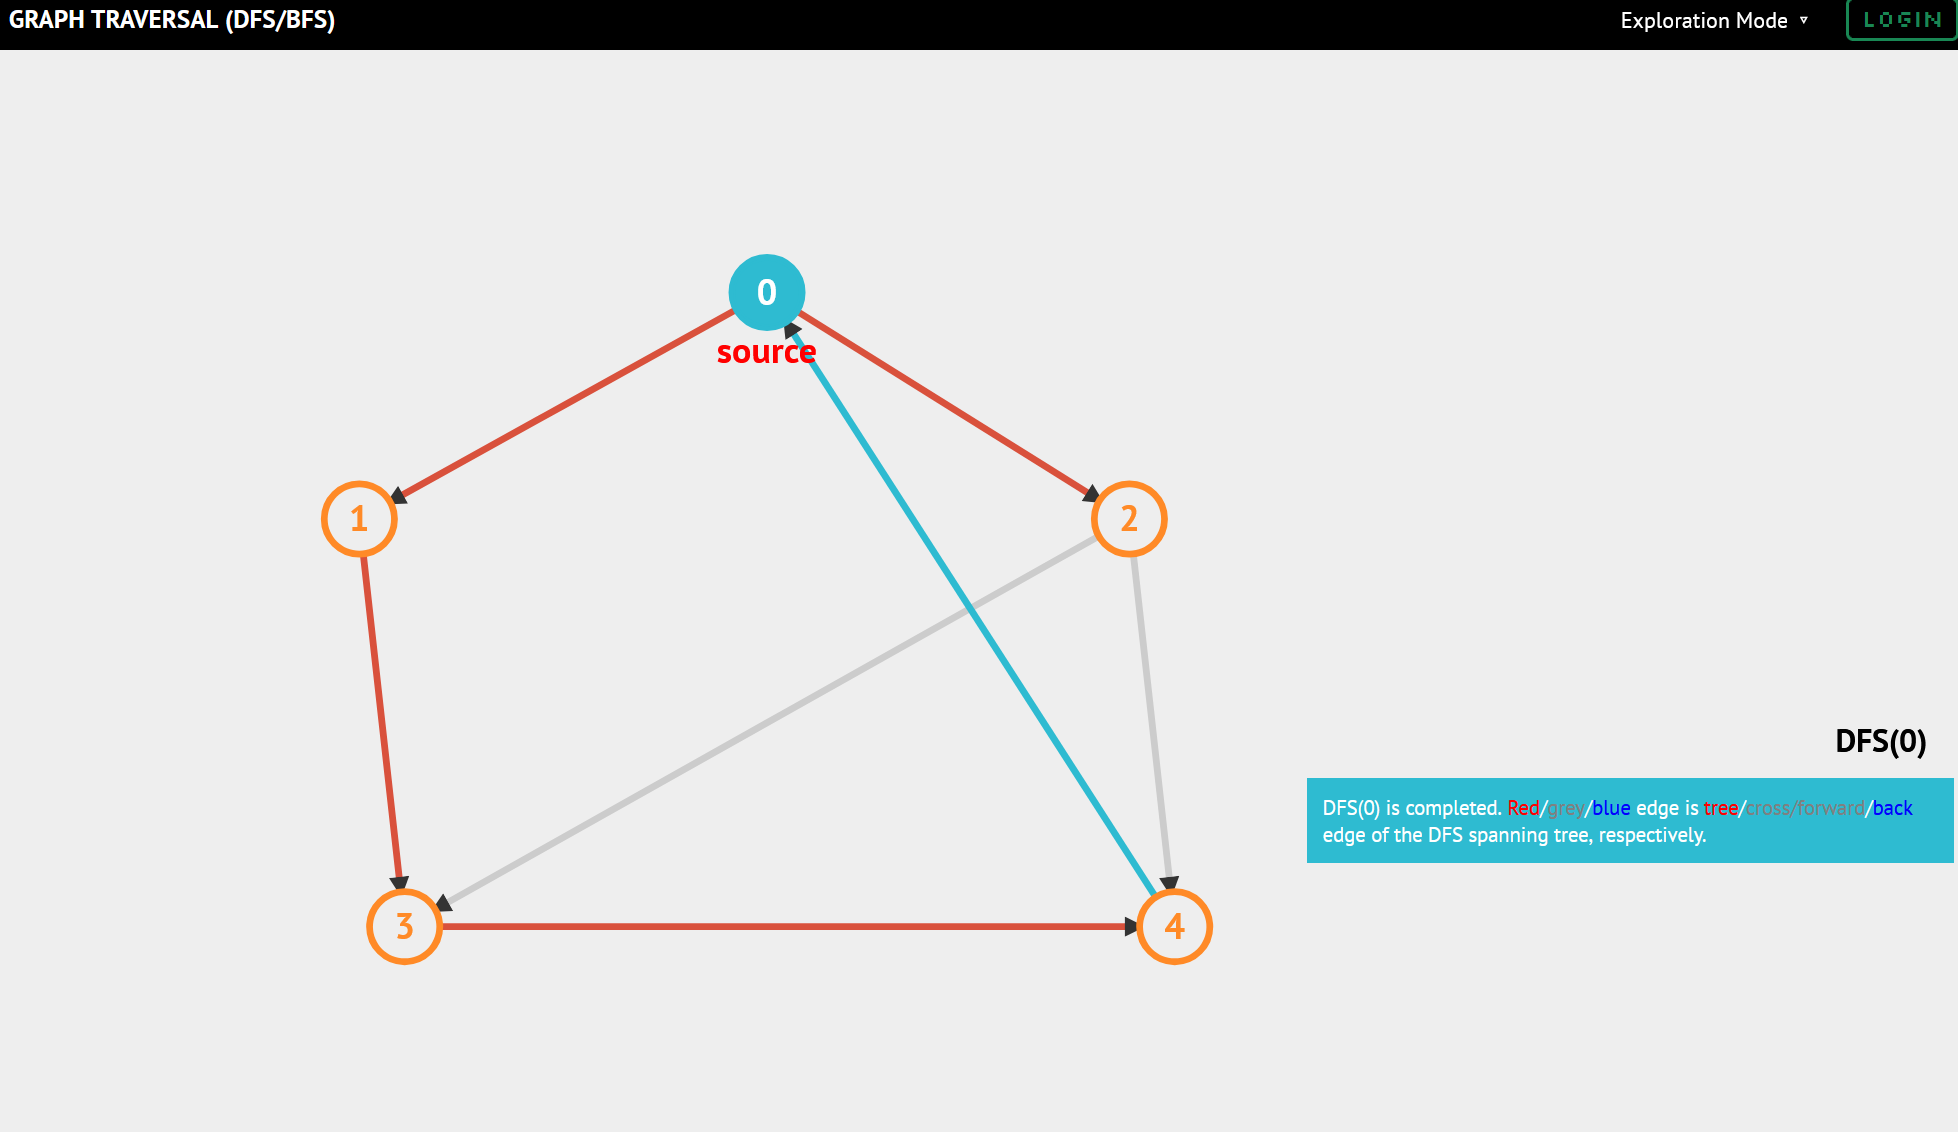 GRAPH TRAVERSAL (DFS/BFS)
Exploration Mode ▿
LOGIN
0
source
1
2
3
4
DFS(0)
DFS(0) is completed. Red/grey/blue edge is tree/cross/forward/back
edge of the DFS spanning tree, respectively.